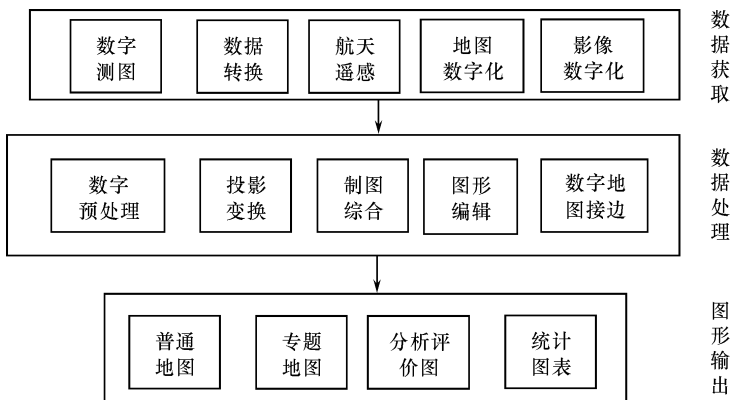 数字
测图
数据
转换
航天
遥感
地图
数字化
影像
数字化
数据获取
数字
预处理
投影
变换
制图
综合
图形
编辑
数字地
图接边
数据处理
普通
地图
专题
地图
分析评
价图
统计
图表
图形输出